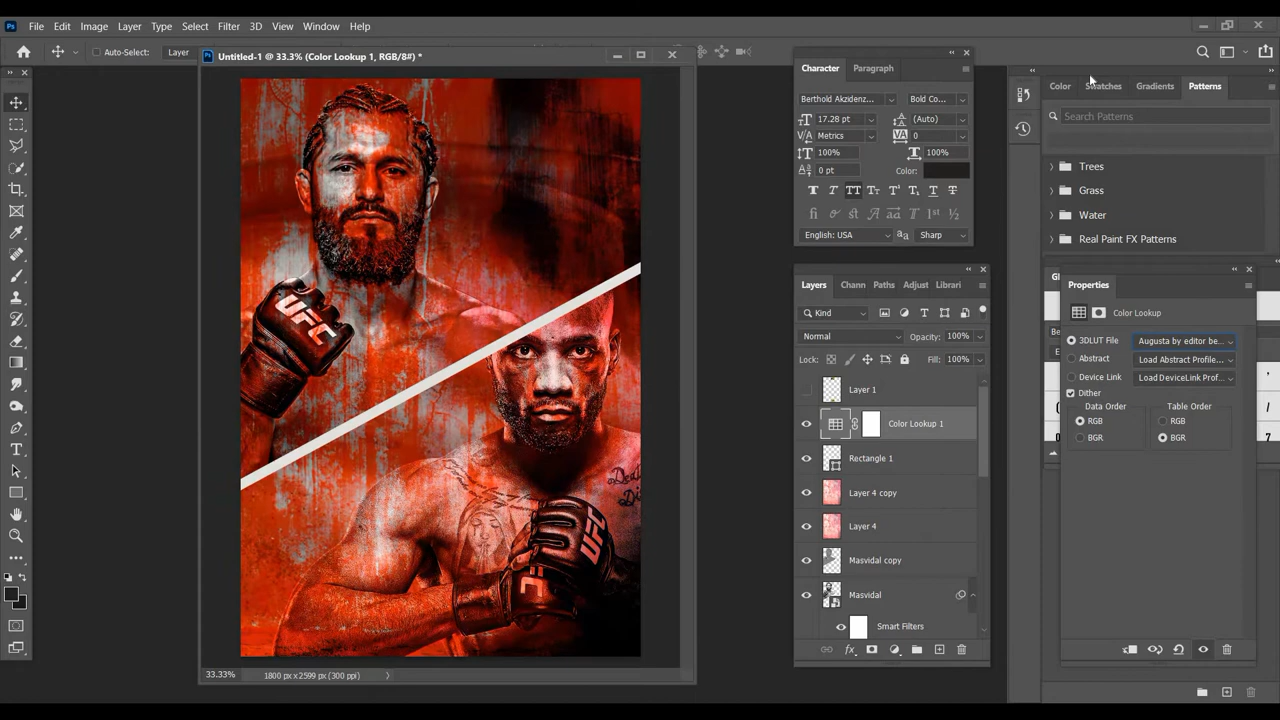 Ps File Edit Image Layer Type Select Filter 3D View Window Help
Auto-Select: Layer
Untitled-1 @ 33.3% (Color Lookup 1, RGB/8#) *
UFC
UFC
33.33% 1800 px x 2599 px (300 ppi)
Character Paragraph
Berthold Akzidenz... Bold Co...
17.28 pt (Auto)
Metrics 0
100% 100%
0 pt Color:
English: USA Sharp
Layers Chann Paths Adjust Librari
Kind
Normal Opacity: 100%
Lock: Fill: 100%
Layer 1
Color Lookup 1
Rectangle 1
Layer 4 copy
Layer 4
Masvidal copy
Masvidal
Smart Filters
Color Swatches Gradients Patterns
Search Patterns
Trees
Grass
Water
Real Paint FX Patterns
Properties
Color Lookup
3DLUT File Augusta by editor be...
Abstract Load Abstract Profile...
Device Link Load DeviceLink Prof...
Dither
Data Order Table Order
RGB RGB
BGR BGR